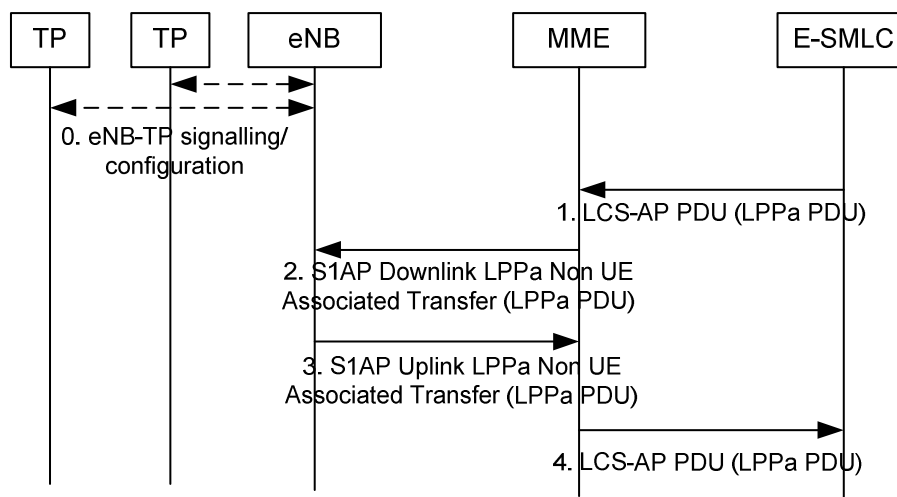 TP
TP
eNB
MME
E-SMLC
0. eNB-TP signalling/
configuration
1. LCS-AP PDU (LPPa PDU)
2. S1AP Downlink LPPa Non UE
Associated Transfer (LPPa PDU)
3. S1AP Uplink LPPa Non UE
Associated Transfer (LPPa PDU)
4. LCS-AP PDU (LPPa PDU)